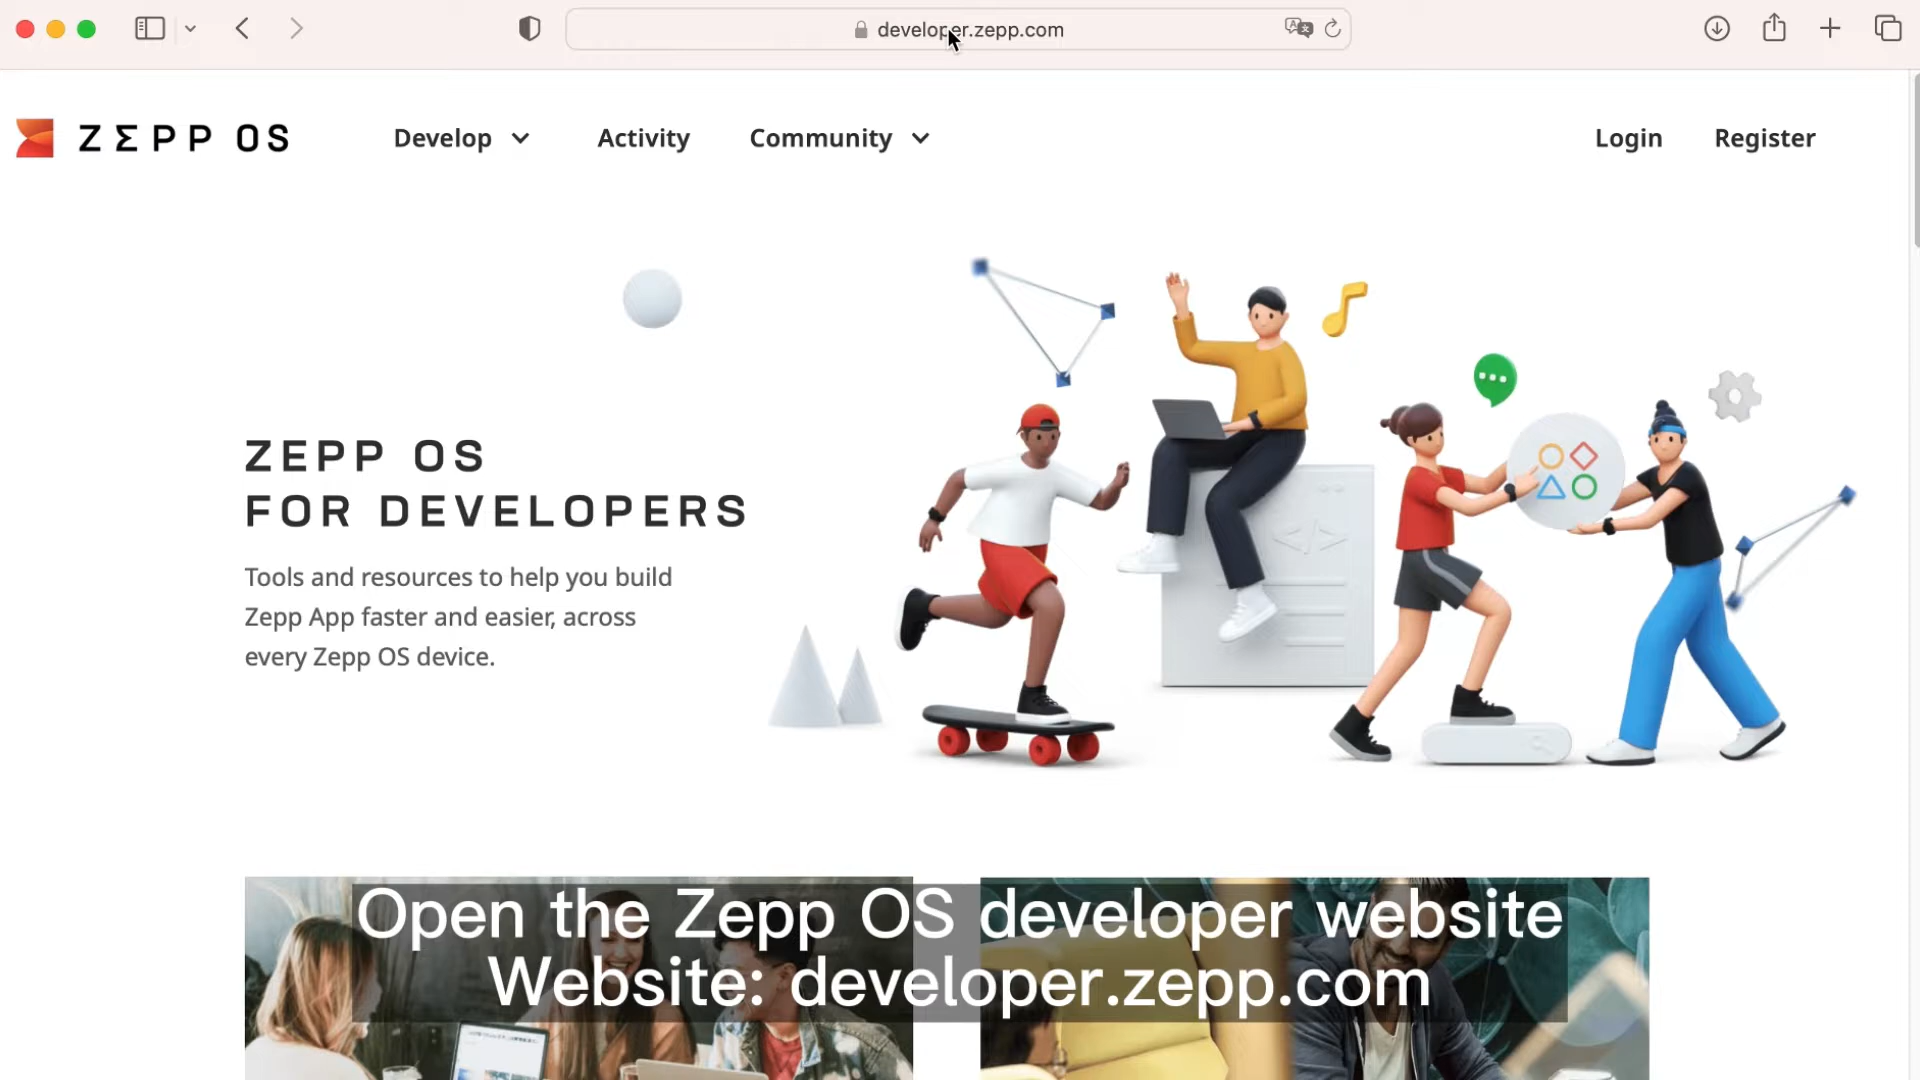 developer.zepp.com
ZEPP OS
Develop
Activity
Community
Login
Register
ZEPP OS
FOR DEVELOPERS
Tools and resources to help you build
Zepp App faster and easier, across
every Zepp OS device.
</>
Open the Zepp OS developer website
Website: developer.zepp.com